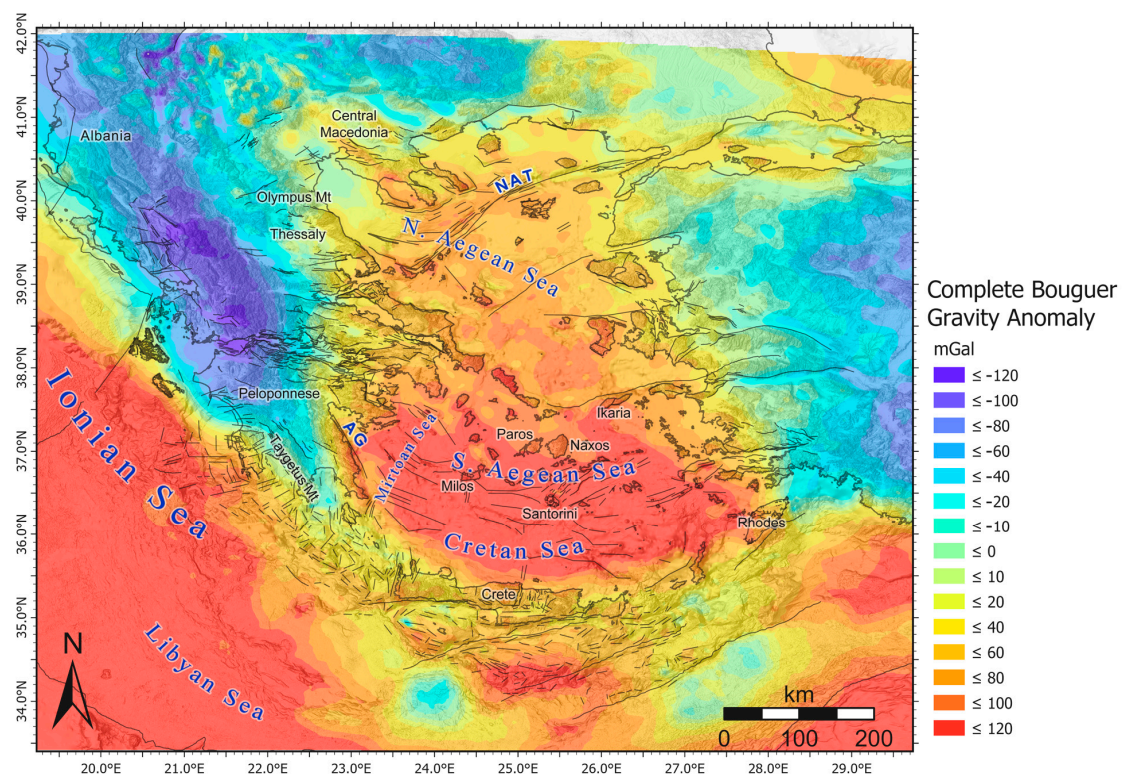 42.0°N
41.0°N
40.0°N
39.0°N
38.0°N
37.0°N
36.0°N
35.0°N
34.0°N
Central
Macedonia
Albania
NAT
Olympus Mt
Thessaly
N. Aegean Sea
Ionian Sea
Peloponnese
AG
Taygetus Mt
Mirtoan Sea
Ikaria
Paros
Naxos
S. Aegean Sea
Milos
Santorini
Rhodes
Cretan Sea
Crete
Libyan Sea
N
km
0 100 200
20.0°E 21.0°E 22.0°E 23.0°E 24.0°E 25.0°E 26.0°E 27.0°E 28.0°E 29.0°E
Complete Bouguer
Gravity Anomaly
mGal
≤ -120
≤ -100
≤ -80
≤ -60
≤ -40
≤ -20
≤ -10
≤ 0
≤ 10
≤ 20
≤ 40
≤ 60
≤ 80
≤ 100
≤ 120